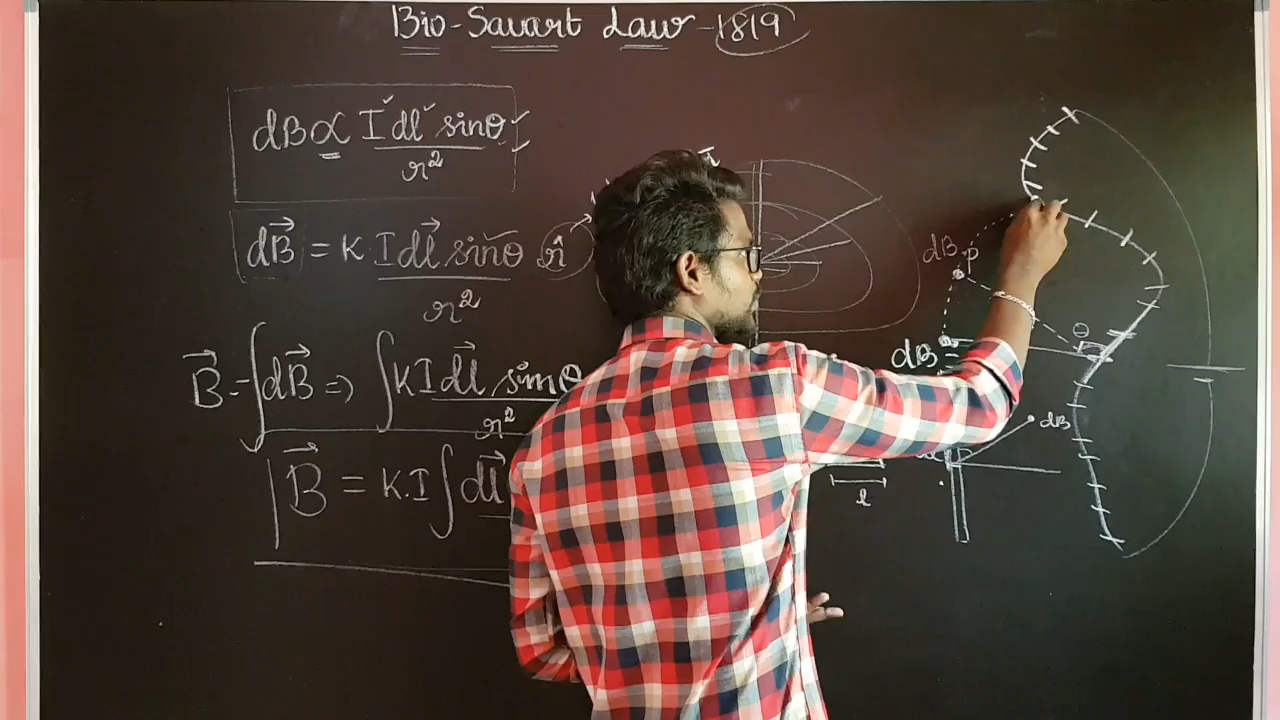 Bio-Savart Law - 1819
dB ∝ I dl sinθ / r²
dB⃗ = K I dl⃗ sinθ / r² r̂
B⃗ - ∫dB⃗ ⇒ ∫ K I dl⃗ sinθ / r²
B⃗ = K.I ∫ dl⃗
dB p
θ
dB
dB
l